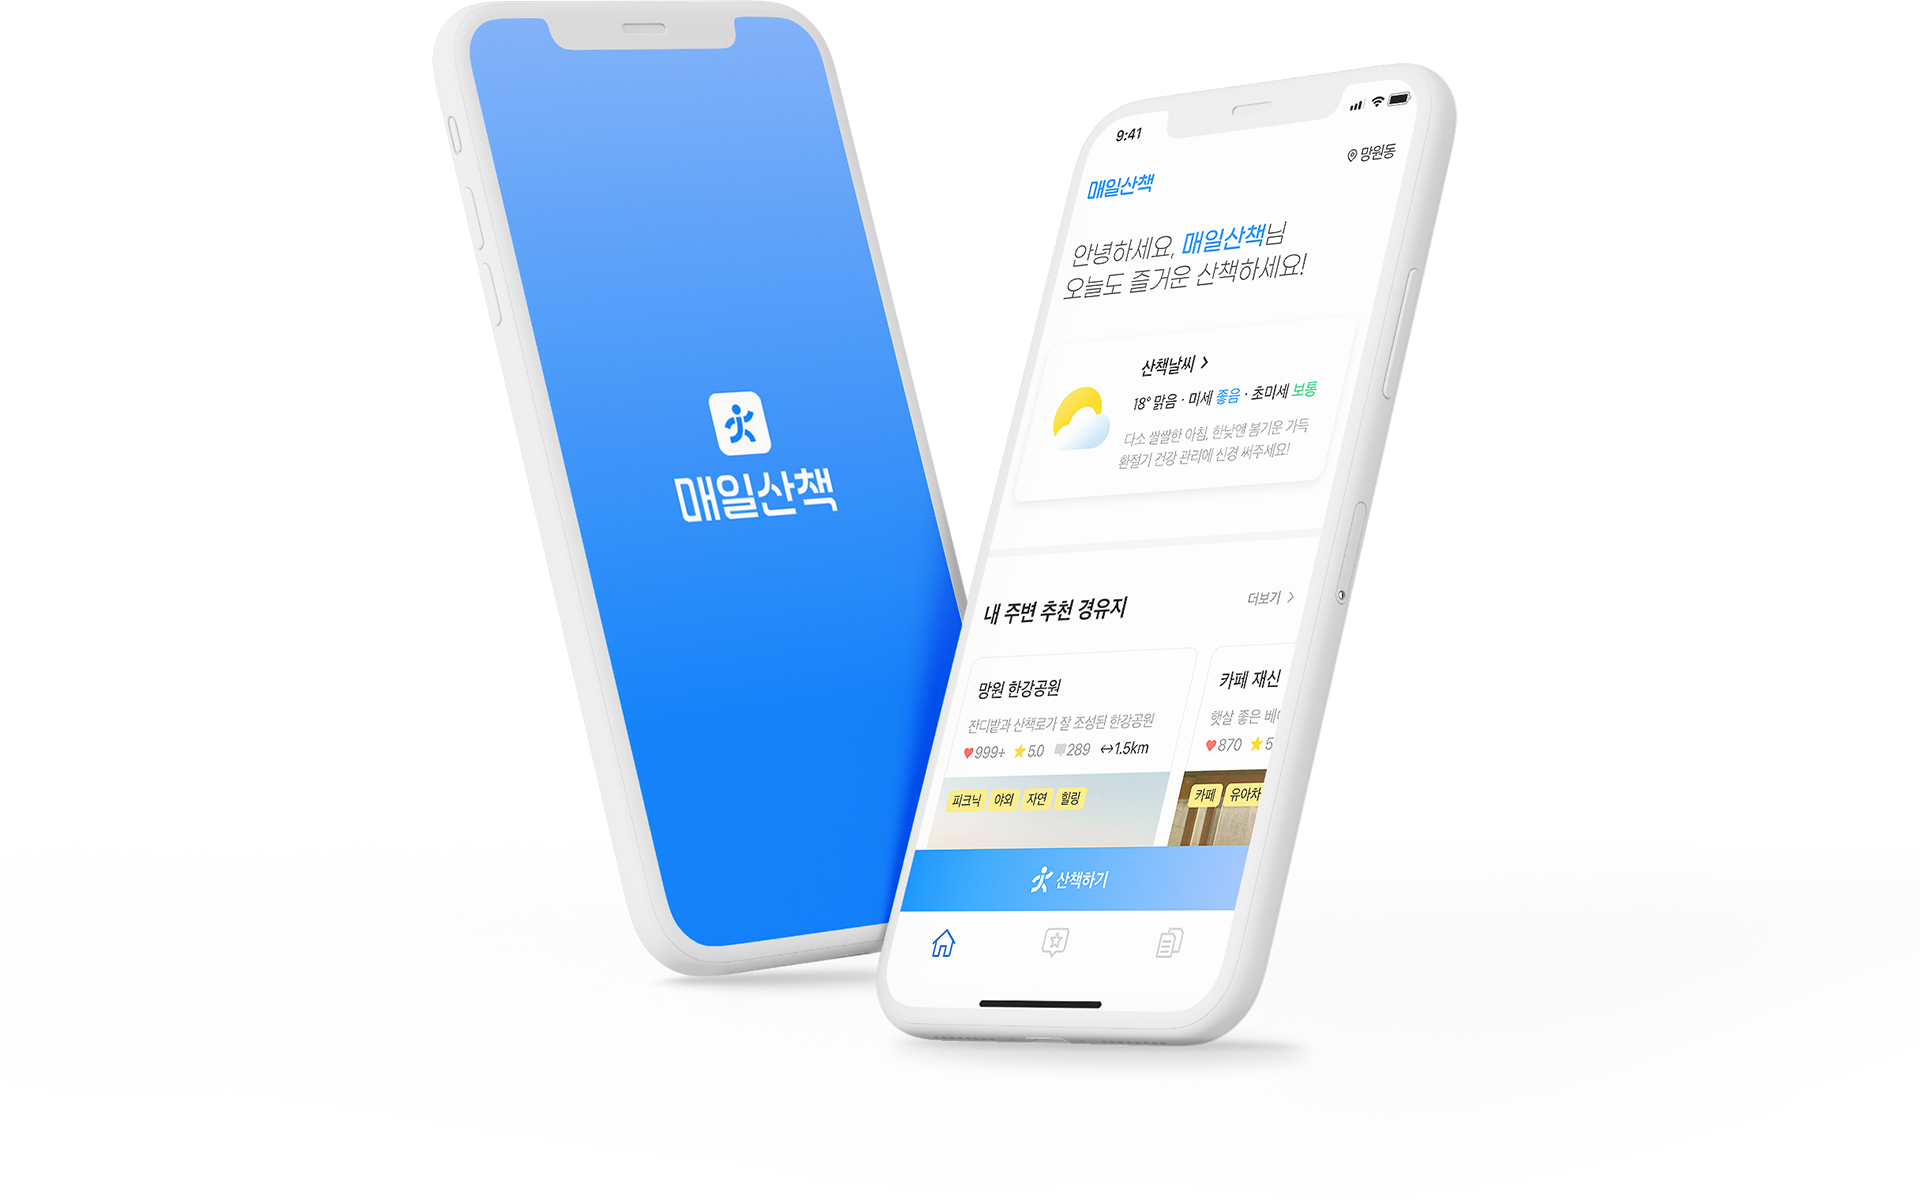 매일산책
9:41
망원동
매일산책
안녕하세요, 매일산책님
오늘도 즐거운 산책하세요!
산책날씨
18° 맑음 · 미세 좋음 · 초미세 보통
다소 쌀쌀한 아침, 한낮엔 봄기운 가득
환절기 건강 관리에 신경 써주세요!
내 주변 추천 경유지
더보기
망원 한강공원
잔디밭과 산책로가 잘 조성된 한강공원
999+ 5.0 289 1.5km
피크닉 야외 자연 힐링
카페 재신
햇살 좋은
870 5
카페 유아차
산책하기